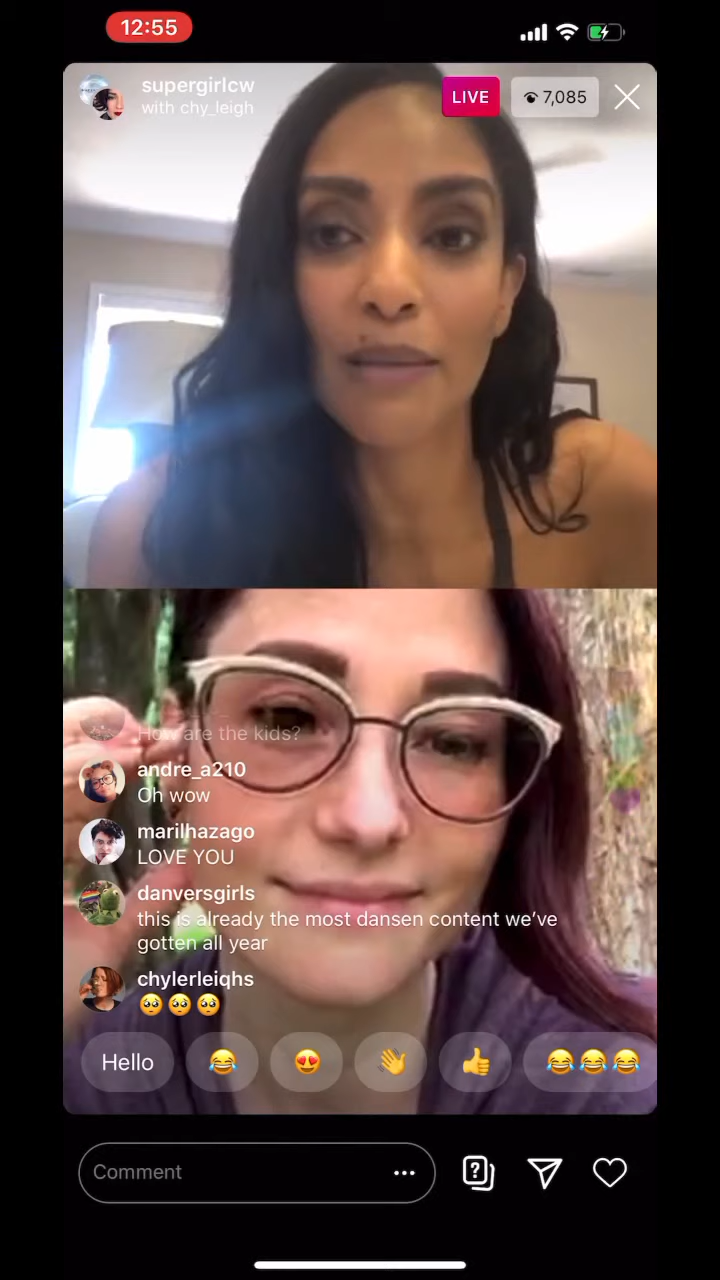 12:55
supergirlcw
with chy_leigh
LIVE
7,085
How are the kids?
andre_a210
Oh wow
marilhazago
LOVE YOU
danversgirls
this is already the most dansen content we've
gotten all year
chylerleiqhs
🥺🥺🥺
Hello 😂 😍 👋 👍 😂😂😂
Comment